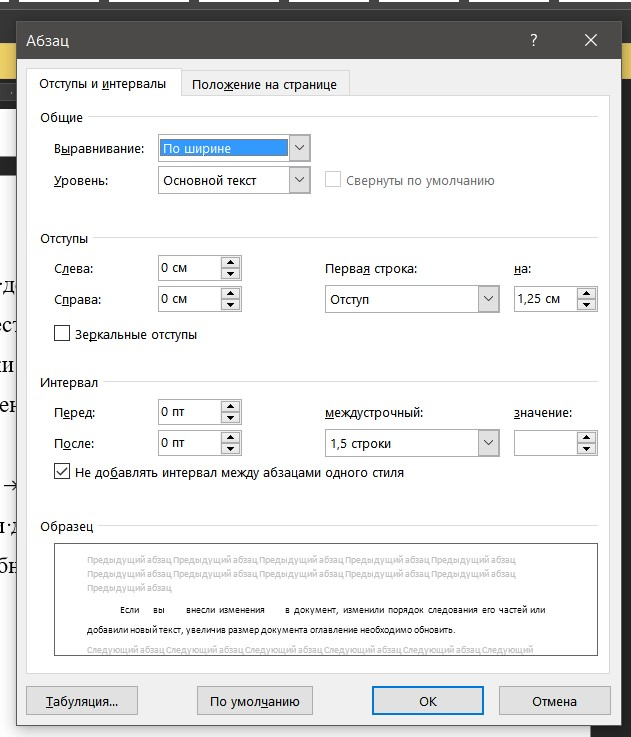 Абзац ?
Отступы и интервалы Положение на странице
Общие
Выравнивание: По ширине
Уровень: Основной текст Свернуты по умолчанию
Отступы
Слева: 0 см Первая строка: на:
Справа: 0 см Отступ 1,25 см
Зеркальные отступы
Интервал
Перед: 0 пт междустрочный: значение:
После: 0 пт 1,5 строки
Не добавлять интервал между абзацами одного стиля
Образец
Предыдущий абзац Предыдущий абзац Предыдущий абзац Предыдущий абзац Предыдущий абзац
Предыдущий абзац Предыдущий абзац Предыдущий абзац Предыдущий абзац Предыдущий абзац
Предыдущий абзац
Если вы внесли изменения в документ, изменили порядок следования его частей или
добавили новый текст, увеличив размер документа оглавление необходимо обновить.
Следующий абзац Следующий абзац Следующий абзац Следующий абзац Следующий
Табуляция... По умолчанию ОК Отмена